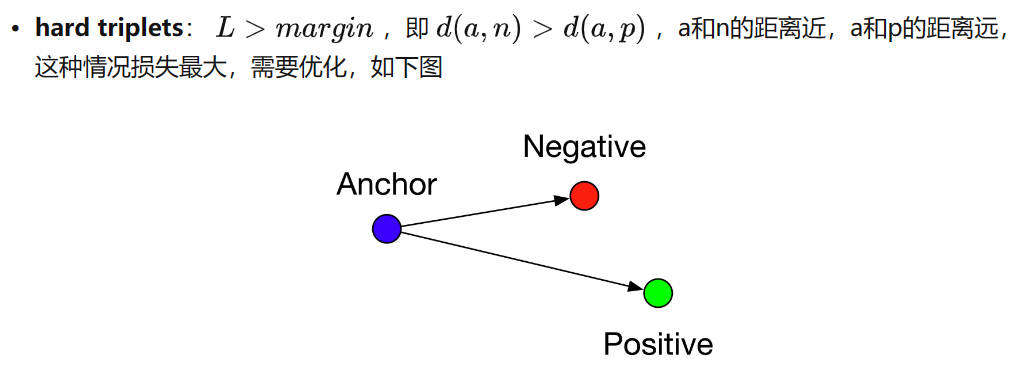 • hard triplets： L > margin ，即 d(a, n) > d(a, p) ，a和n的距离近，a和p的距离远，
这种情况损失最大，需要优化，如下图
Negative
Anchor
Positive